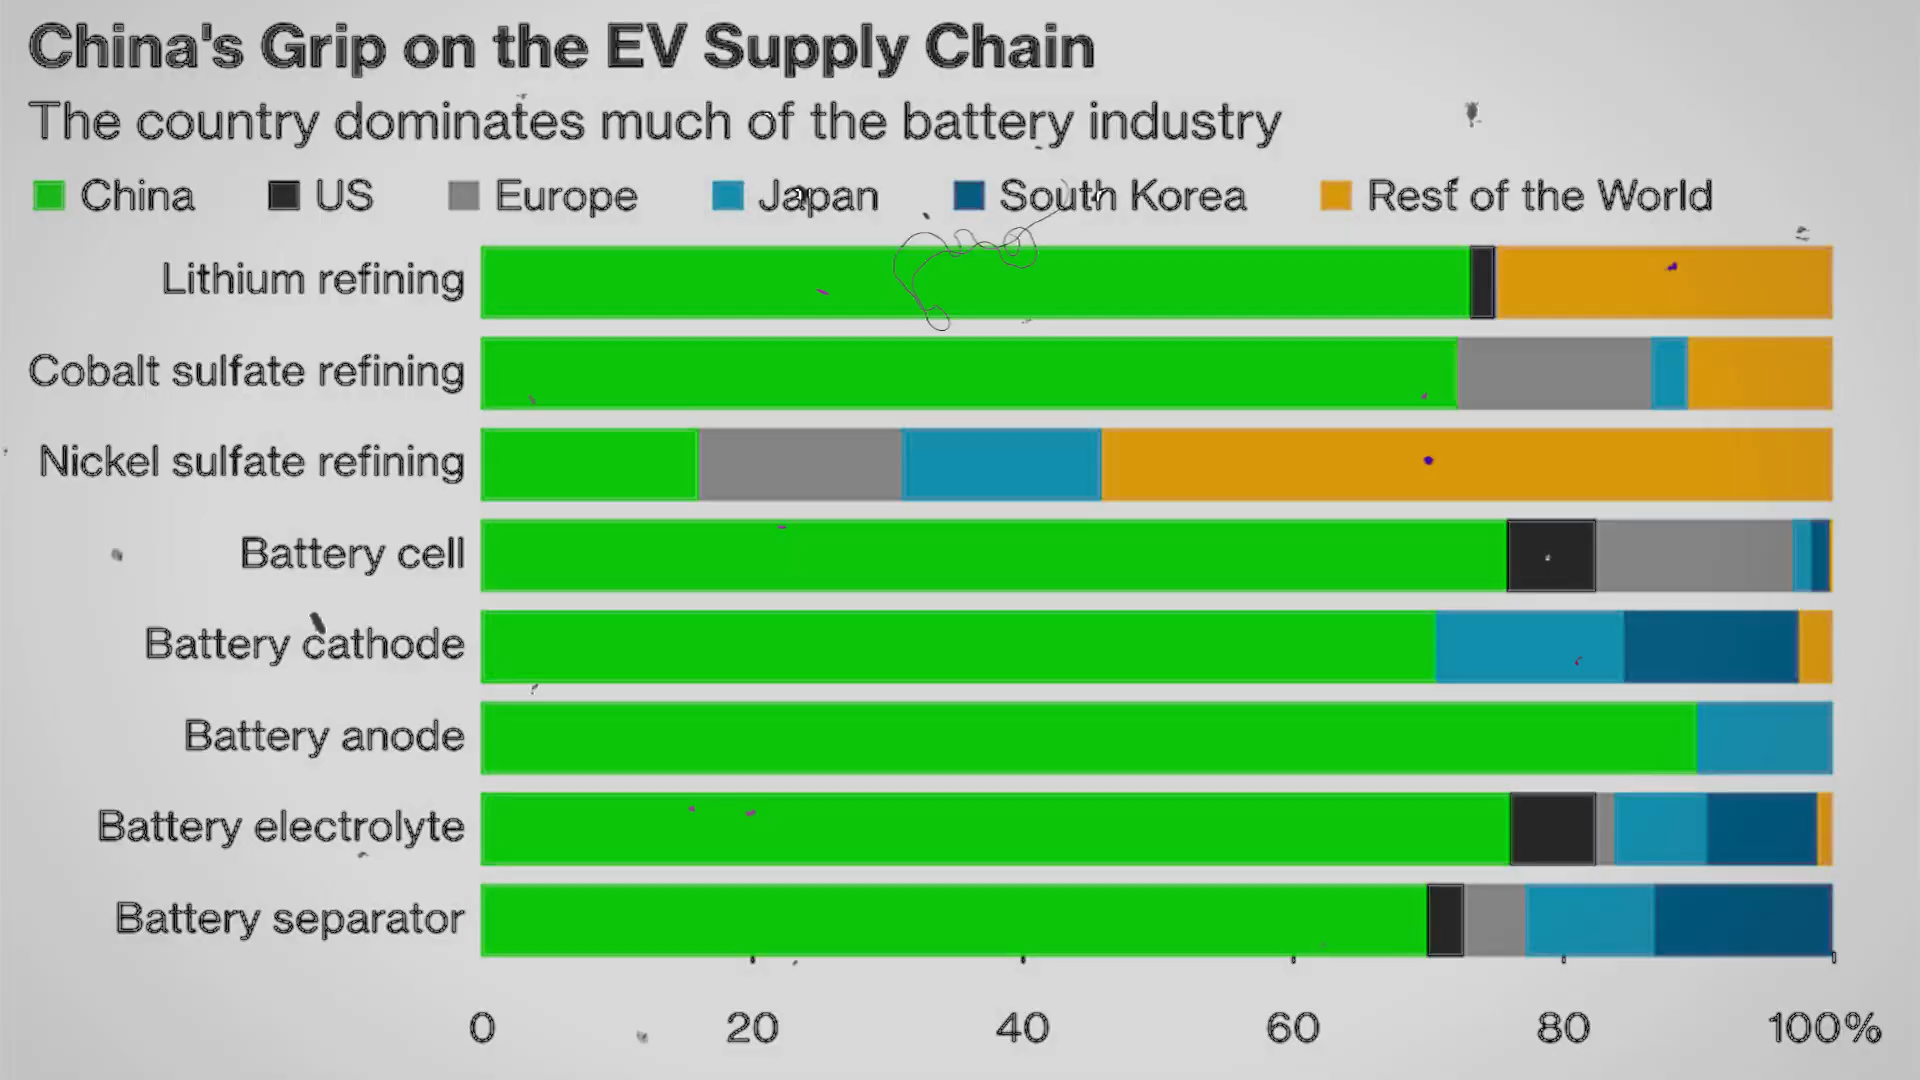 China's Grip on the EV Supply Chain
The country dominates much of the battery industry
China US Europe Japan South Korea Rest of the World
Lithium refining
Cobalt sulfate refining
Nickel sulfate refining
Battery cell
Battery cathode
Battery anode
Battery electrolyte
Battery separator
0 20 40 60 80 100%